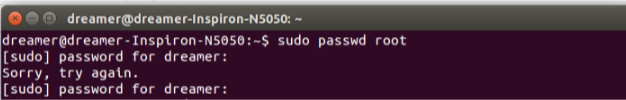 dreamer@dreamer-Inspiron-N5050: ~
dreamer@dreamer-Inspiron-N5050:~$ sudo passwd root
[sudo] password for dreamer:
Sorry, try again.
[sudo] password for dreamer: